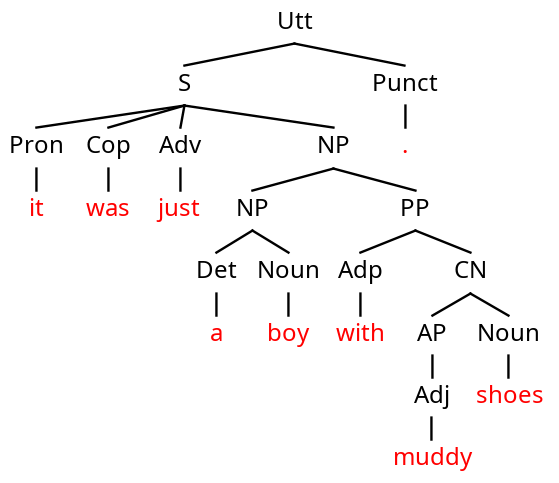 Utt
S Punct
Pron Cop Adv NP .
it was just NP PP
Det Noun Adp CN
a boy with AP Noun
Adj shoes
muddy